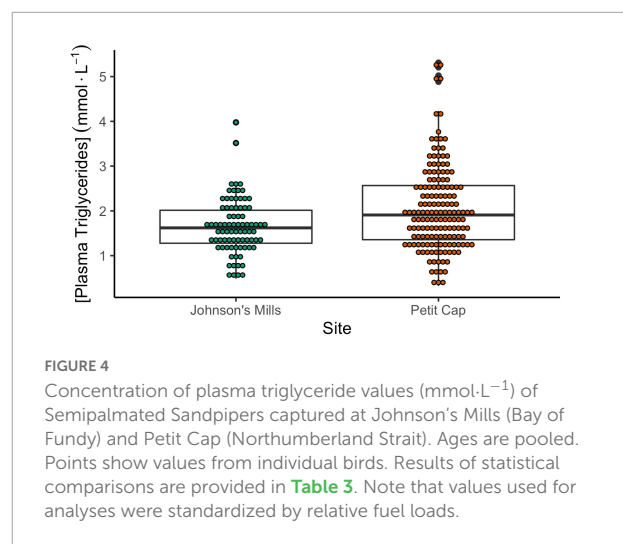 [Plasma Triglycerides] (mmol · L⁻¹)
5
4
3
2
1
Johnson's Mills
Petit Cap
Site
FIGURE 4
Concentration of plasma triglyceride values (mmol·L⁻¹) of
Semipalmated Sandpipers captured at Johnson's Mills (Bay of
Fundy) and Petit Cap (Northumberland Strait). Ages are pooled.
Points show values from individual birds. Results of statistical
comparisons are provided in Table 3. Note that values used for
analyses were standardized by relative fuel loads.